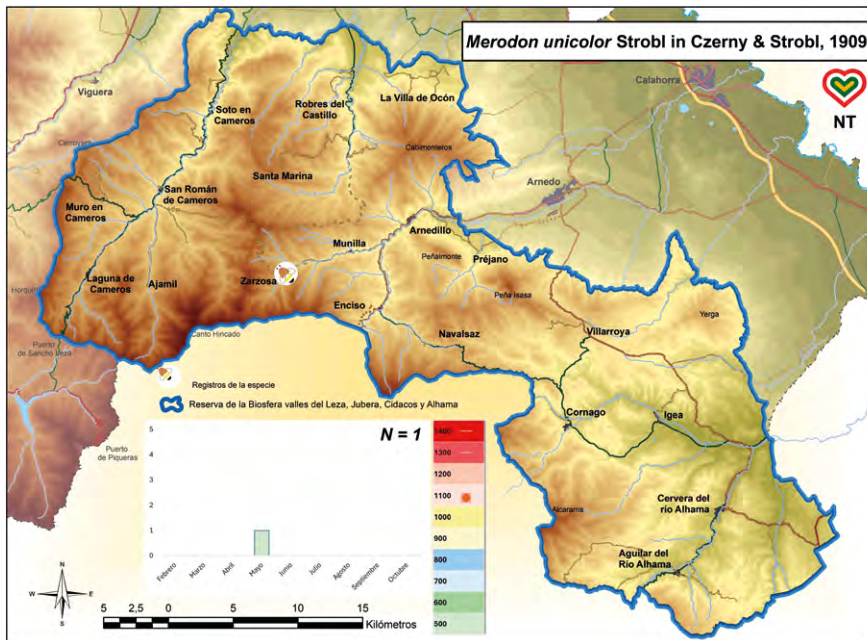 Merodon unicolor Strobl in Czerny & Strobl, 1909
Calahorra
NT
Viguera
Soto en
Cameros
Robres del
Castillo
La Villa de Ocón
Cabimonteros
Cerroyera
Santa Marina
Arnedo
San Román
de Cameros
Muro en
Cameros
Arnedillo
Munilla
Peñalmonte
Préjano
Laguna de
Cameros
Ajamil
Zarzosa
Enciso
Peña Isasa
Yerga
Navalsaz
Villarroya
Canto Hincado
Puerto
de Sancho Leza
Registros de la especie
Reserva de la Biosfera valles del Leza, Jubera, Cidacos y Alhama
Cornago
Igea
Puerto
de Piqueras
N = 1
5
4
3
2
1
0
Febrero
Marzo
Abril
Mayo
Junio
Julio
Agosto
Septiembre
Octubre
1400
1300
1200
1100
1000
900
800
700
600
500
Alcarama
Cervera del
río Alhama
Aguilar del
Río Alhama
N
W
E
S
5 2,5 0 5 10 15
Kilómetros